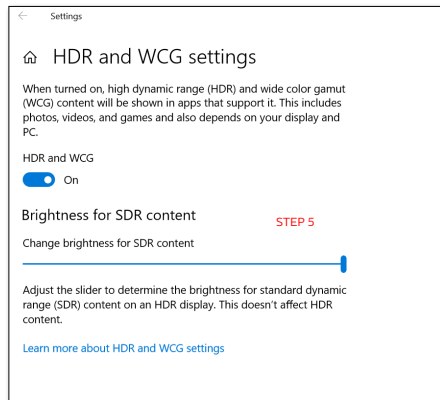 Settings
HDR and WCG settings
When turned on, high dynamic range (HDR) and wide color gamut
(WCG) content will be shown in apps that support it. This includes
photos, videos, and games and also depends on your display and
PC.
HDR and WCG
On
Brightness for SDR content
STEP 5
Change brightness for SDR content
Adjust the slider to determine the brightness for standard dynamic
range (SDR) content on an HDR display. This doesn't affect HDR
content.
Learn more about HDR and WCG settings